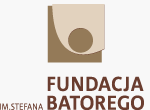 FUNDACJA
IM. STEFANA BATOREGO